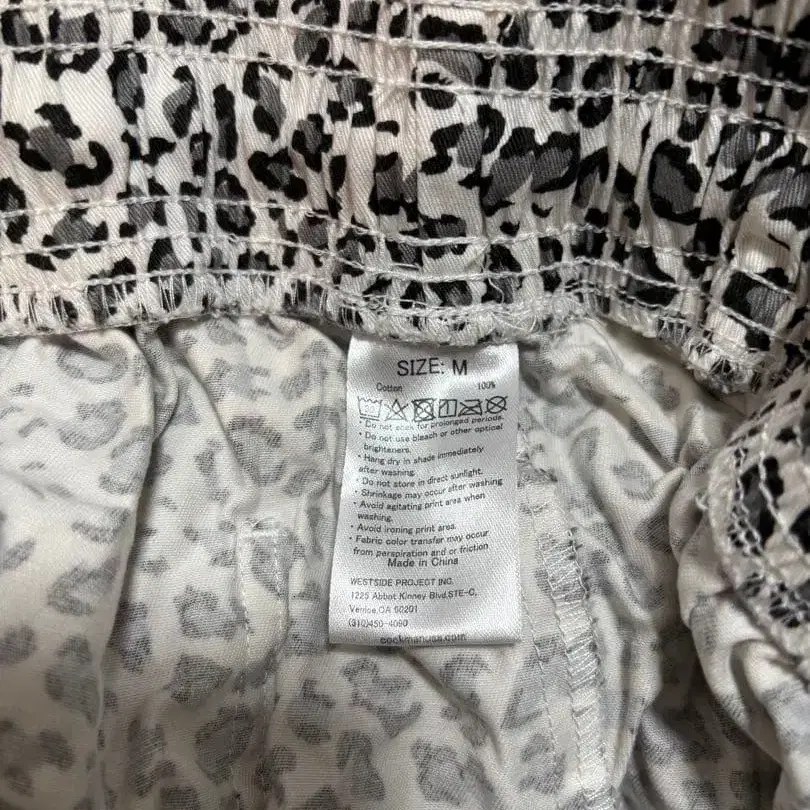 SIZE: M
Cotton 100%
• Do not soak for prolonged periods.
• Do not use bleach or other optical
brighteners.
• Hang dry in shade immediately
after washing.
• Do not store in direct sunlight.
• Shrinkage may occur after washing
• Avoid agitating print area when
washing.
• Avoid ironing print area.
• Fabric color transfer may occur
from perspiration and or friction
Made in China
WESTSIDE PROJECT INC.
1225 Abbot Kinney Blvd,STE-C,
Venice,CA 90291
(310)450-4090
cookmanusa.com